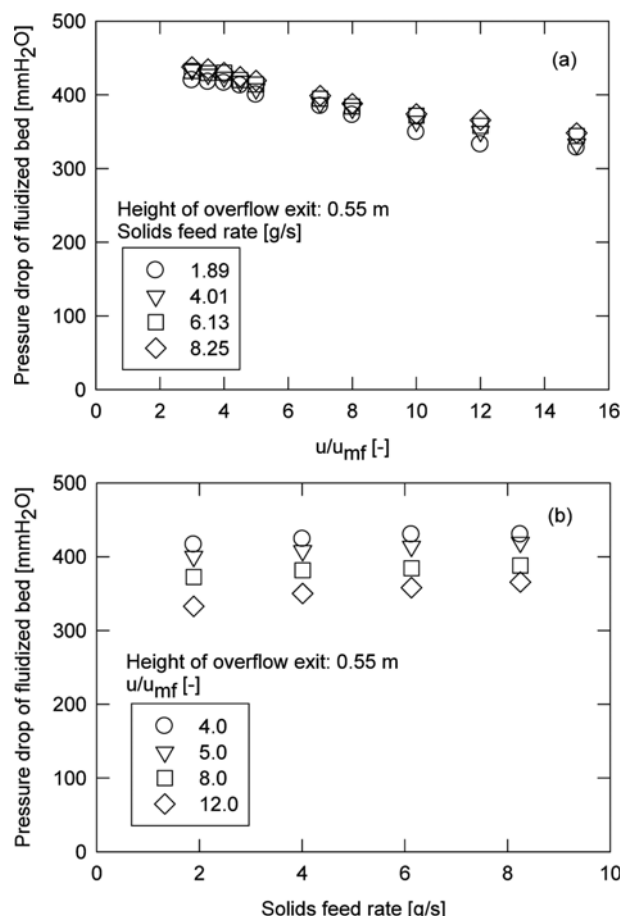 500
400
300
200
100
0
Pressure drop of fluidized bed [mmH2O]
(a)
Height of overflow exit: 0.55 m
Solids feed rate [g/s]
1.89
4.01
6.13
8.25
0 2 4 6 8 10 12 14 16
u/umf [-]
500
400
300
200
100
0
Pressure drop of fluidized bed [mmH2O]
(b)
Height of overflow exit: 0.55 m
u/umf [-]
4.0
5.0
8.0
12.0
0 2 4 6 8 10
Solids feed rate [g/s]